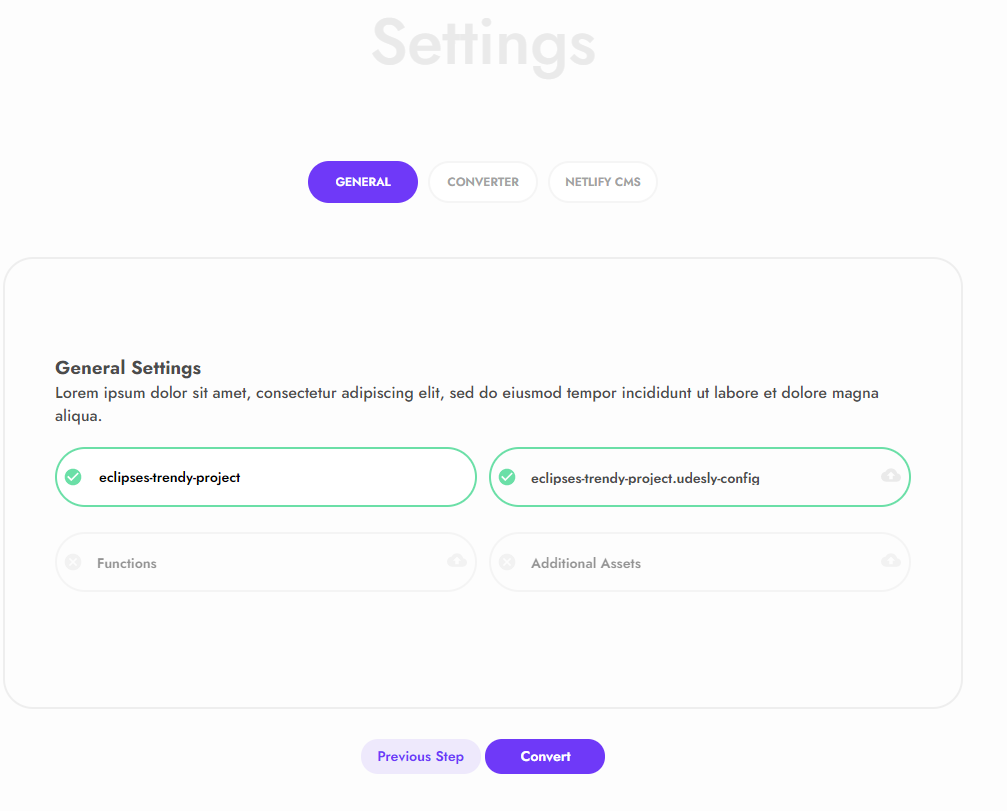 Settings
GENERAL
CONVERTER
NETLIFY CMS
General Settings
Lorem ipsum dolor sit amet, consectetur adipiscing elit, sed do eiusmod tempor incididunt ut labore et dolore magna
aliqua.
eclipses-trendy-project
eclipses-trendy-project.udesly-config
Functions
Additional Assets
Previous Step
Convert